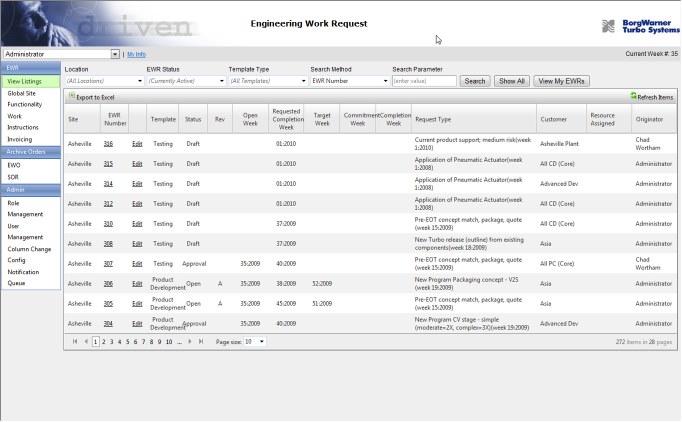 driven
Engineering Work Request
BorgWarner
Turbo Systems
Administrator | My Info
Current Week #: 35
EWR
View Listings
Global Site
Functionality
Work
Instructions
Invoicing
Archive Orders
EWO
SOR
Admin
Role
Management
User
Management
Column Change
Config
Notification
Queue
Location EWR Status Template Type Search Method Search Parameter
(All Locations) (Currently Active) (All Templates) EWR Number (enter value) Search Show All View My EWRs
Export to Excel Refresh Items
Site EWR Number Template Status Rev Open Week Requested Completion Week Target Week Commitment Week Completion Week Request Type Customer Resource Assigned Originator
Asheville 316 Edit Testing Draft 01:2010 Current product support; medium risk(week 1:2010) Asheville Plant Chad Wortham
Asheville 315 Edit Testing Draft 01:2010 Application of Pneumatic Actuator(week 1:2008) All CD (Core) Administrator
Asheville 314 Edit Testing Draft 01:2010 Application of Pneumatic Actuator(week 1:2008) Advanced Dev Administrator
Asheville 312 Edit Testing Draft 01:2010 Application of Pneumatic Actuator(week 1:2008) All CD (Core) Administrator
Asheville 310 Edit Testing Draft 37:2009 Pre-EOT concept match, package, quote (week 15:2009) All CD (Core) Administrator
Asheville 308 Edit Testing Draft 37:2009 New Turbo release (outline) from existing components(week 18:2009) Asia Administrator
Asheville 307 Edit Testing Approval 35:2009 40:2009 Pre-EOT concept match, package, quote (week 15:2009) All PC (Core) Chad Wortham
Asheville 306 Edit Product Development Open A 35:2009 38:2009 52:2009 New Program Packaging concept - V2S (week 19:2009) Asia Administrator
Asheville 305 Edit Product Development Open A 35:2009 45:2009 51:2009 Pre-EOT concept match, package, quote (week 15:2009) Asia Administrator
Asheville 304 Edit Product Development Approval 35:2009 40:2009 New Program CV stage - simple (moderate=2X, complex=3X)(week 19:2009) Advanced Dev Administrator
1 2 3 4 5 6 7 8 9 10 ... Page size: 10 272 items in 28 pages